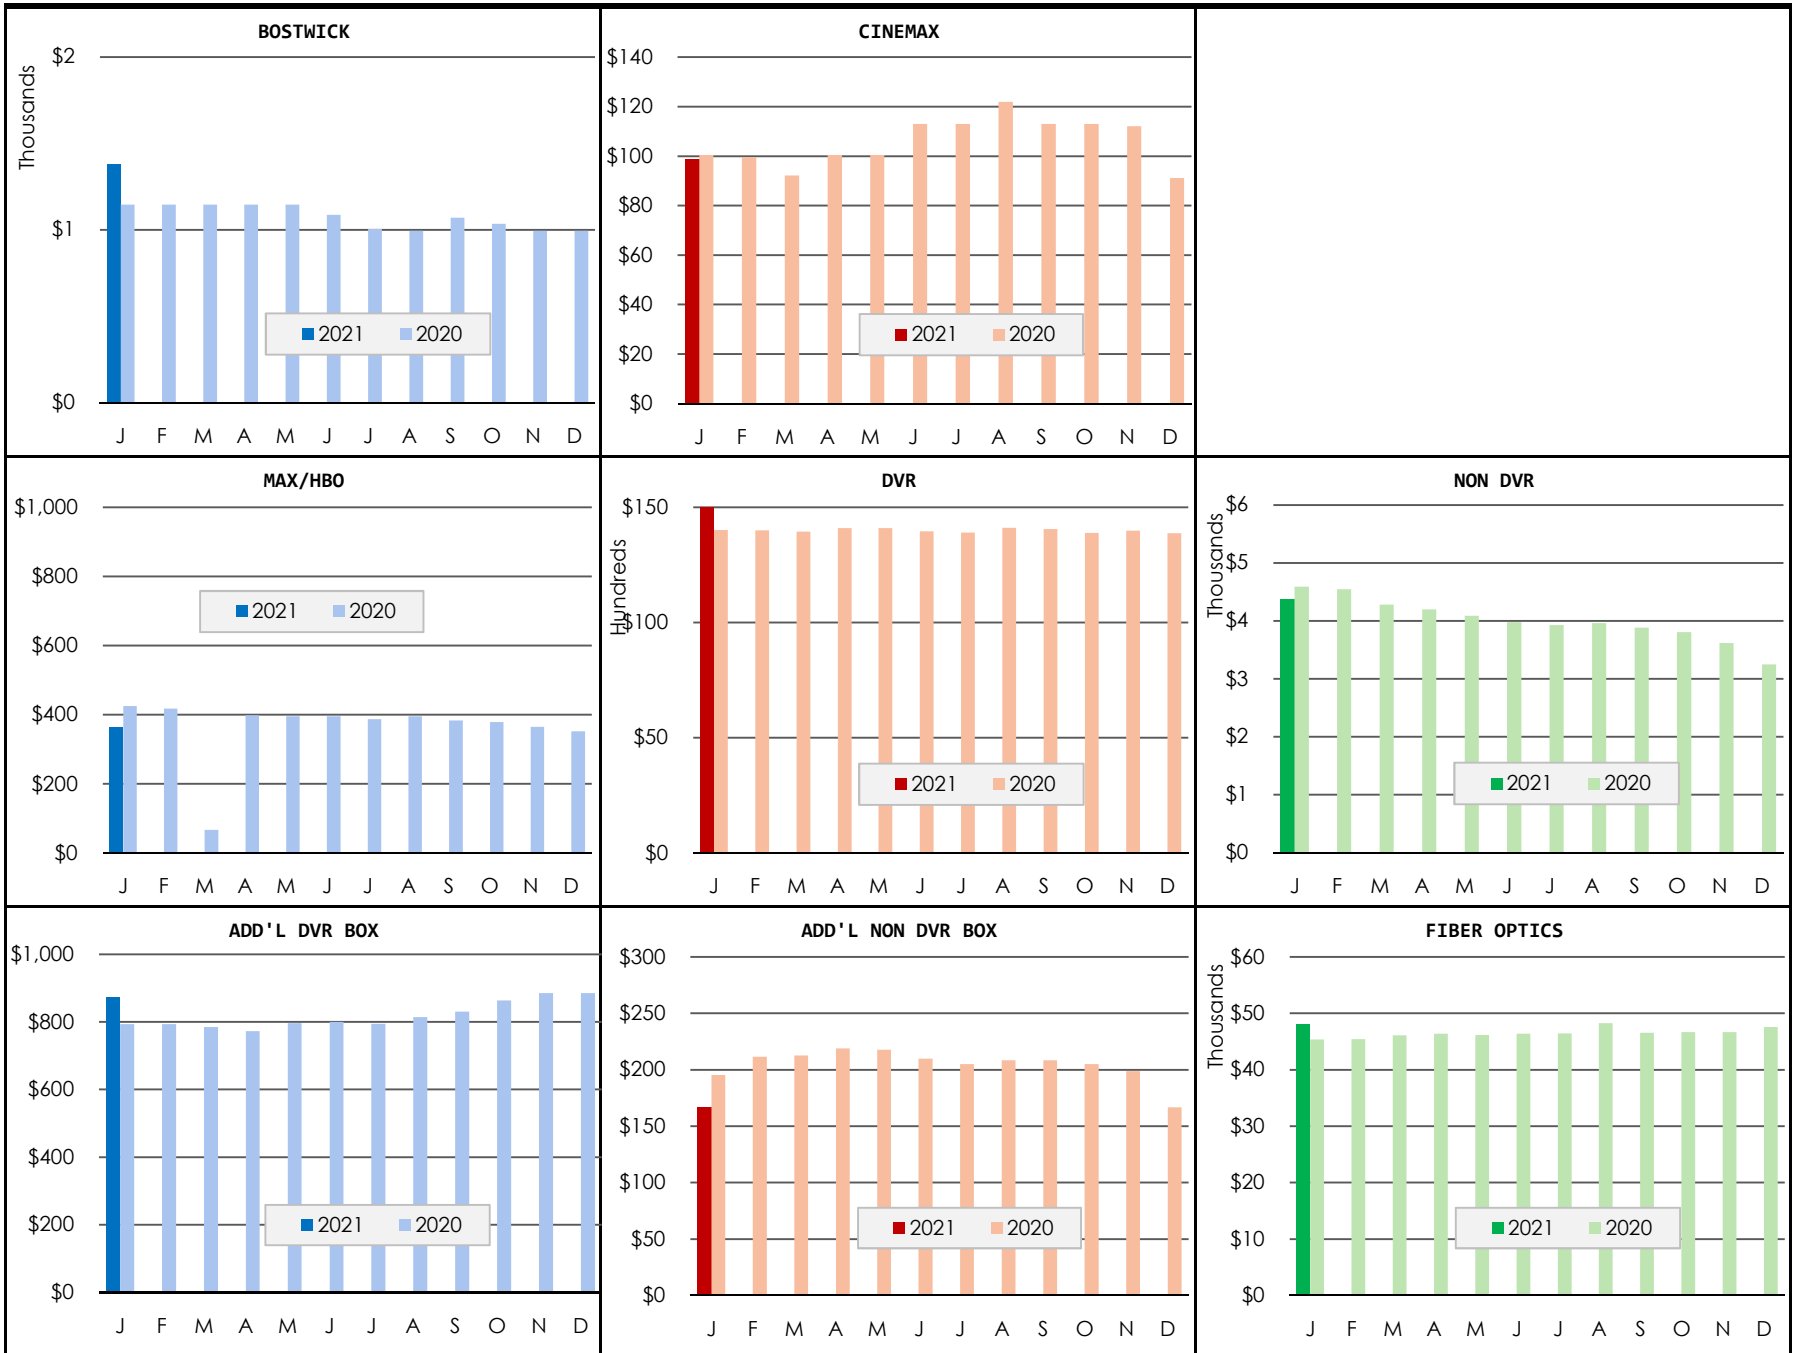 BOSTWICK
Thousands
$2
$1
$0
J F M A M J J A S O N D
2021 2020
CINEMAX
$140
$120
$100
$80
$60
$40
$20
$0
J F M A M J J A S O N D
2021 2020
MAX/HBO
$1,000
$800
$600
$400
$200
$0
J F M A M J J A S O N D
2021 2020
DVR
Hundreds
$150
$100
$50
$0
J F M A M J J A S O N D
2021 2020
NON DVR
Thousands
$6
$5
$4
$3
$2
$1
$0
J F M A M J J A S O N D
2021 2020
ADD'L DVR BOX
$1,000
$800
$600
$400
$200
$0
J F M A M J J A S O N D
2021 2020
ADD'L NON DVR BOX
$300
$250
$200
$150
$100
$50
$0
J F M A M J J A S O N D
2021 2020
FIBER OPTICS
Thousands
$60
$50
$40
$30
$20
$10
$0
J F M A M J J A S O N D
2021 2020